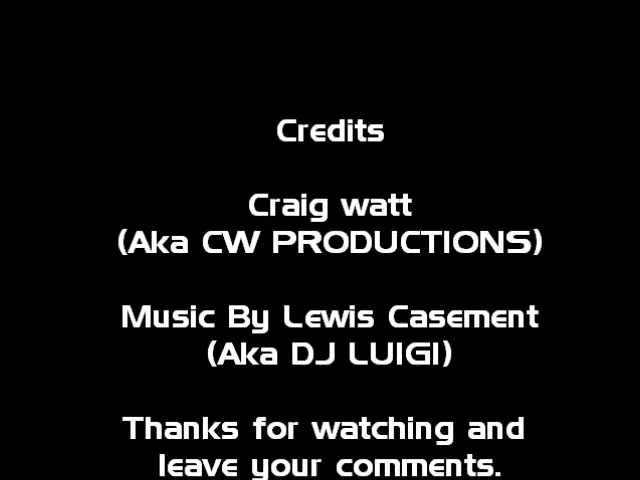 Credits
Craig watt
(Aka CW PRODUCTIONS)
Music By Lewis Casement
(Aka DJ LUIGI)
Thanks for watching and
leave your comments.